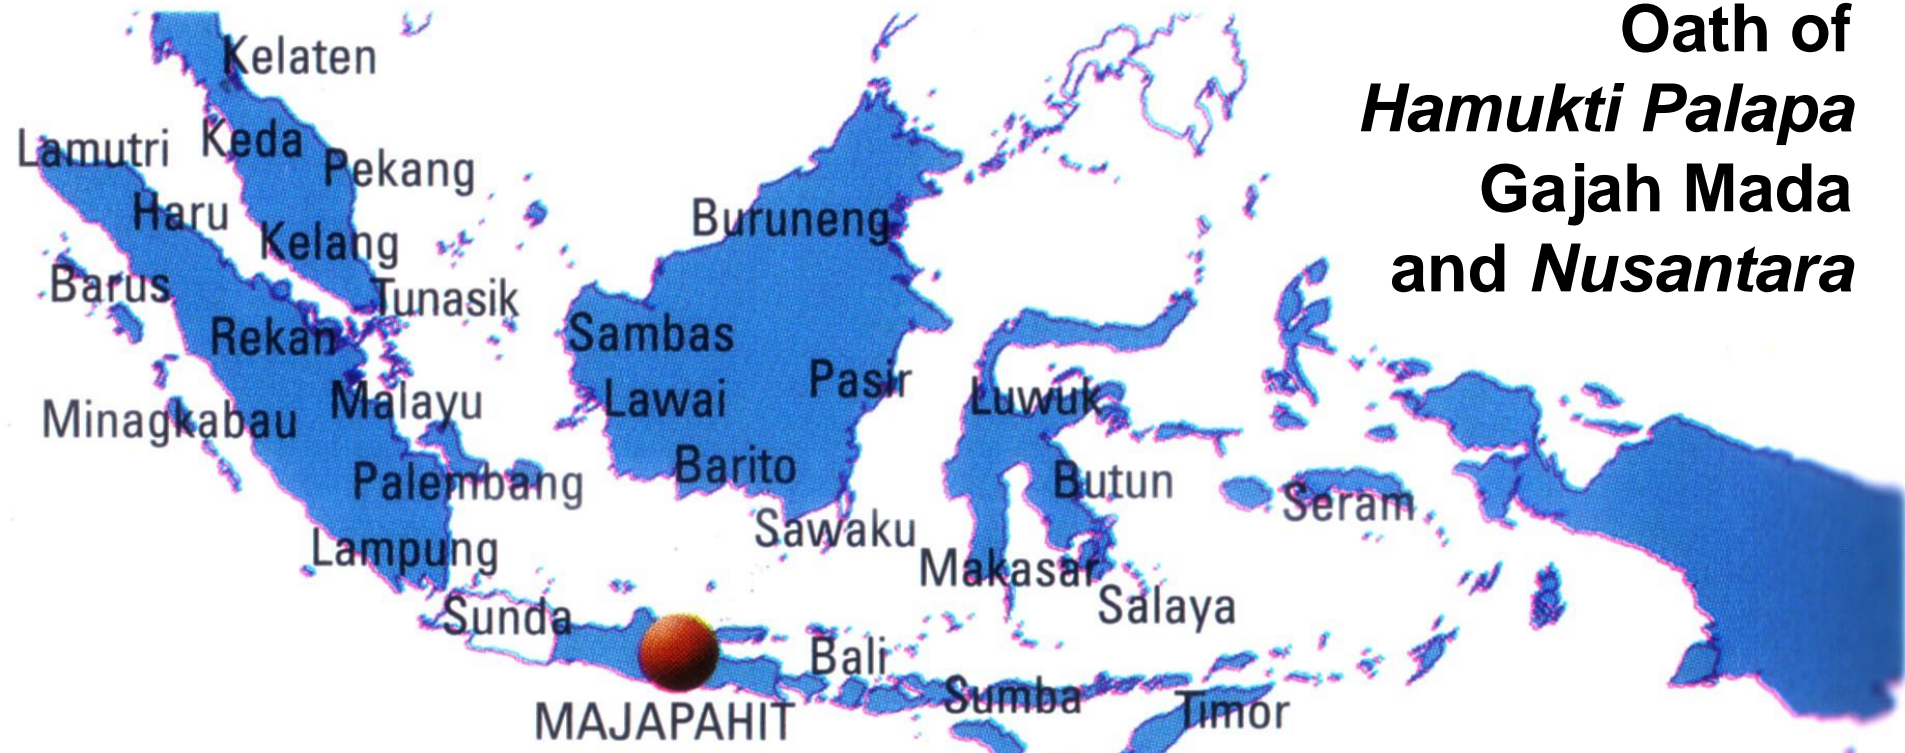 Oath of
Hamukti Palapa
Gajah Mada
and Nusantara
Kelaten
Lamutri
Keda
Pekang
Haru
Kelang
Buruneng
Barus
Tunasik
Rekan
Sambas
Pasir
Minagkabau
Malayu
Lawai
Luwuk
Palembang
Barito
Butun
Seram
Lampung
Sawaku
Makasar
Salaya
Sunda
Bali
Sumba
Timor
MAJAPAHIT